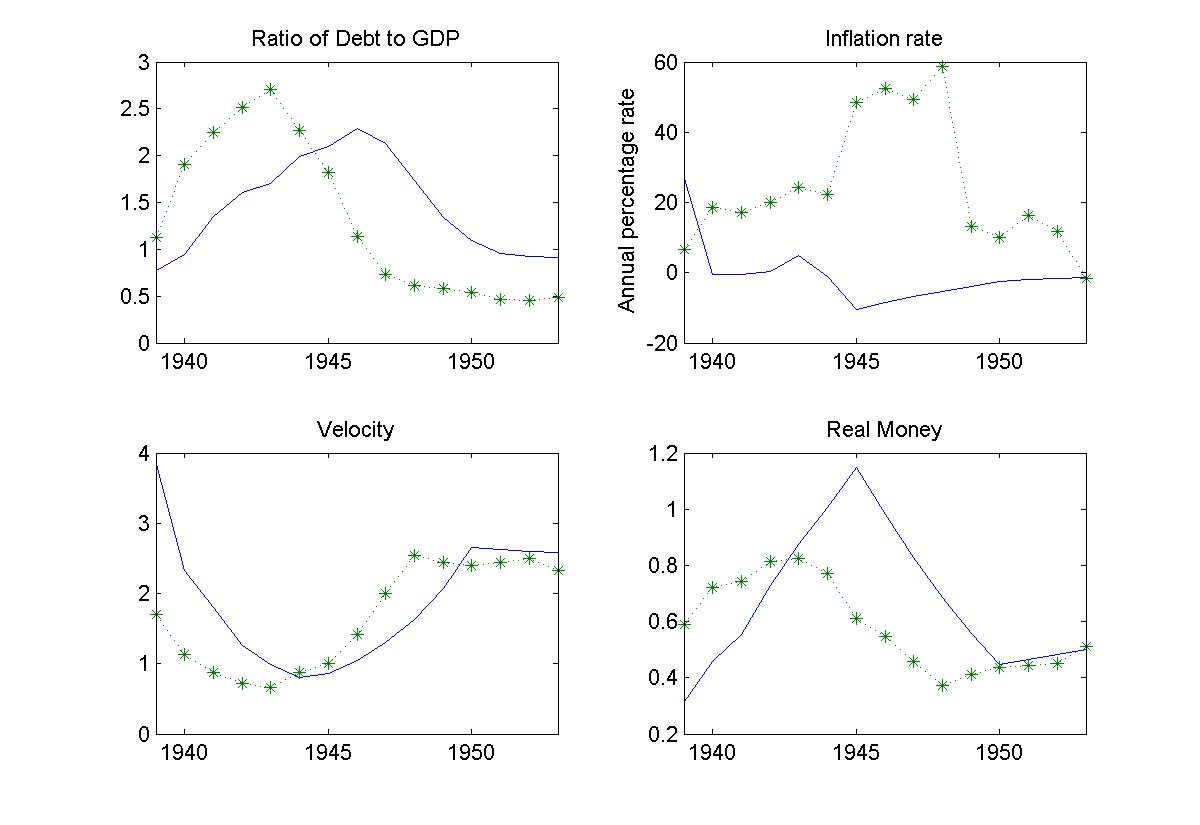 Ratio of Debt to GDP
3
2.5
2
1.5
1
0.5
0
1940 1945 1950
Inflation rate
Annual percentage rate
60
40
20
0
-20
1940 1945 1950
Velocity
4
3
2
1
0
1940 1945 1950
Real Money
1.2
1
0.8
0.6
0.4
0.2
1940 1945 1950